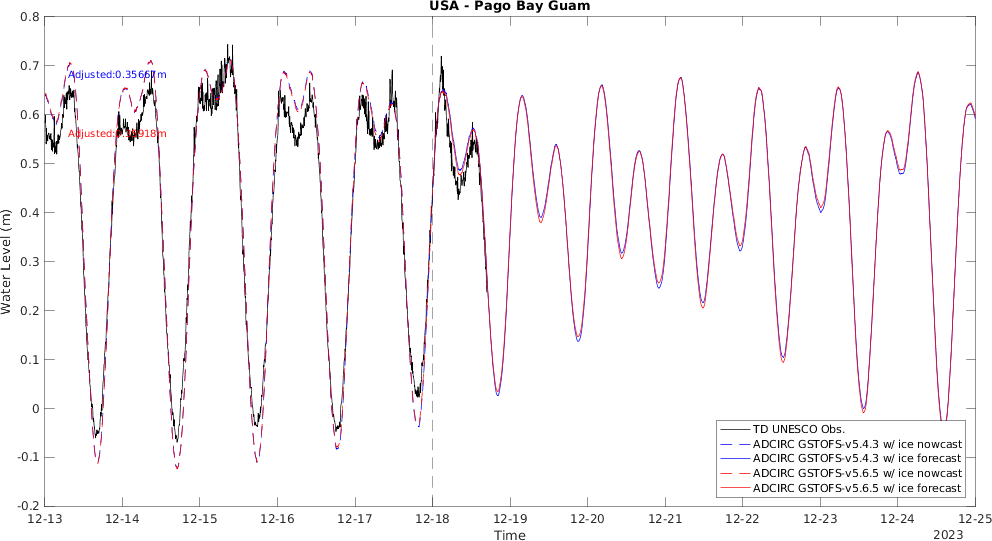 USA - Pago Bay Guam
0.8
0.7
0.6
0.5
0.4
0.3
0.2
0.1
0
-0.1
-0.2
Water Level (m)
Adjusted:0.35667m
TD UNESCO Obs.
ADCIRC GSTOFS-v5.4.3 w/ ice nowcast
ADCIRC GSTOFS-v5.4.3 w/ ice forecast
ADCIRC GSTOFS-v5.6.5 w/ ice nowcast
ADCIRC GSTOFS-v5.6.5 w/ ice forecast
12-13 12-14 12-15 12-16 12-17 12-18 12-19 12-20 12-21 12-22 12-23 12-24 12-25
Time
2023